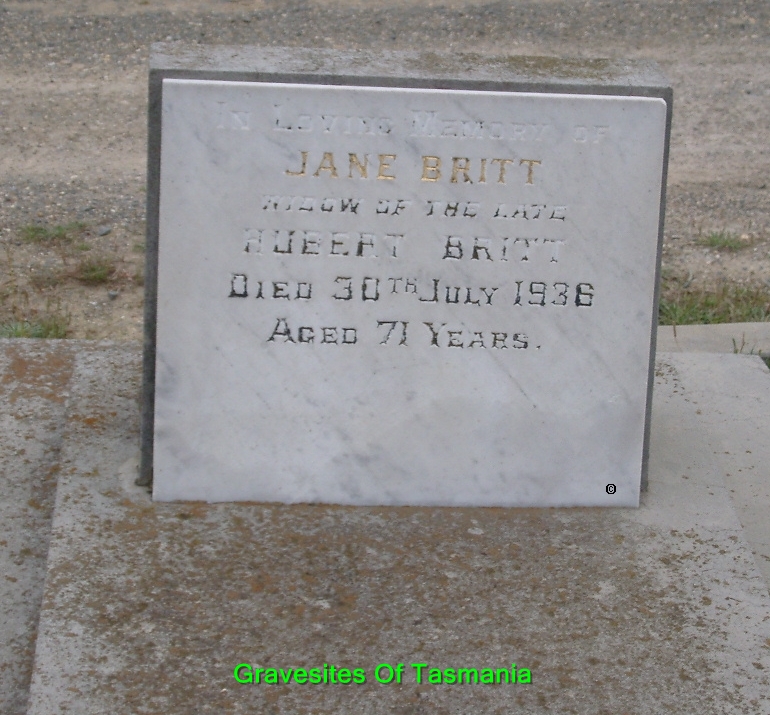 In Loving Memory of
JANE BRITT
WIDOW OF THE LATE
HUBERT BRITT
Died 30TH July 1936
Aged 71 Years.
©
Gravesites Of Tasmania